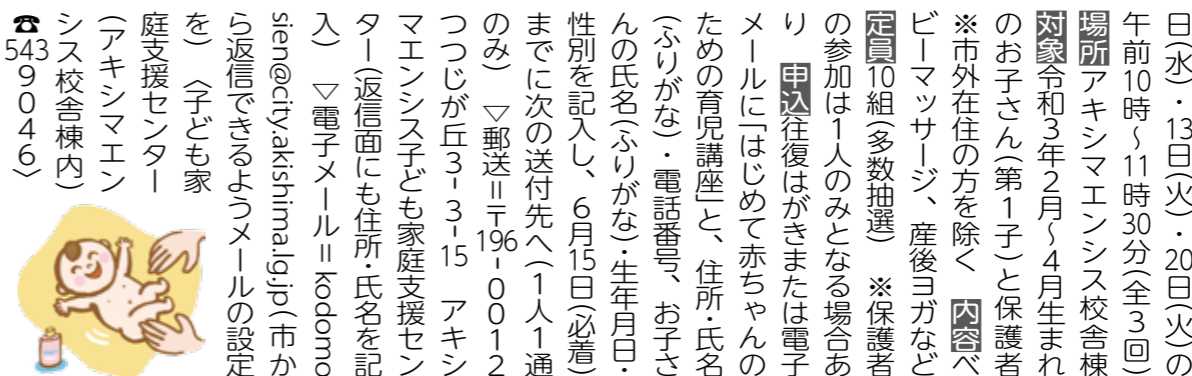 日(水)・13日(火)・20日(火)の
午前10時～11時30分(全3回)
場所アキシマエンシス校舎棟
対象令和3年2月～4月生まれ
のお子さん(第1子)と保護者
※市外在住の方を除く 内容ベ
ビーマッサージ、産後ヨガなど
定員10組(多数抽選) ※保護者
の参加は1人のみとなる場合あ
り 申込往復はがきまたは電子
メールに「はじめて赤ちゃんの
ための育児講座」と、住所・氏名
(ふりがな)・電話番号、お子さ
んの氏名(ふりがな)・生年月日・
性別を記入し、6月15日(必着)
までに次の送付先へ(1人1通
のみ) ▽郵送＝〒196-0012
つつじが丘3-3-15 アキシ
マエンシス子ども家庭支援セン
ター(返信面にも住所・氏名を記
入) ▽電子メール＝kodomo
sien@city.akishima.lg.jp(市か
ら返信できるようメールの設定
を) 〈子ども家
庭支援センター
(アキシマエン
シス校舎棟内)
☎543 9046〉